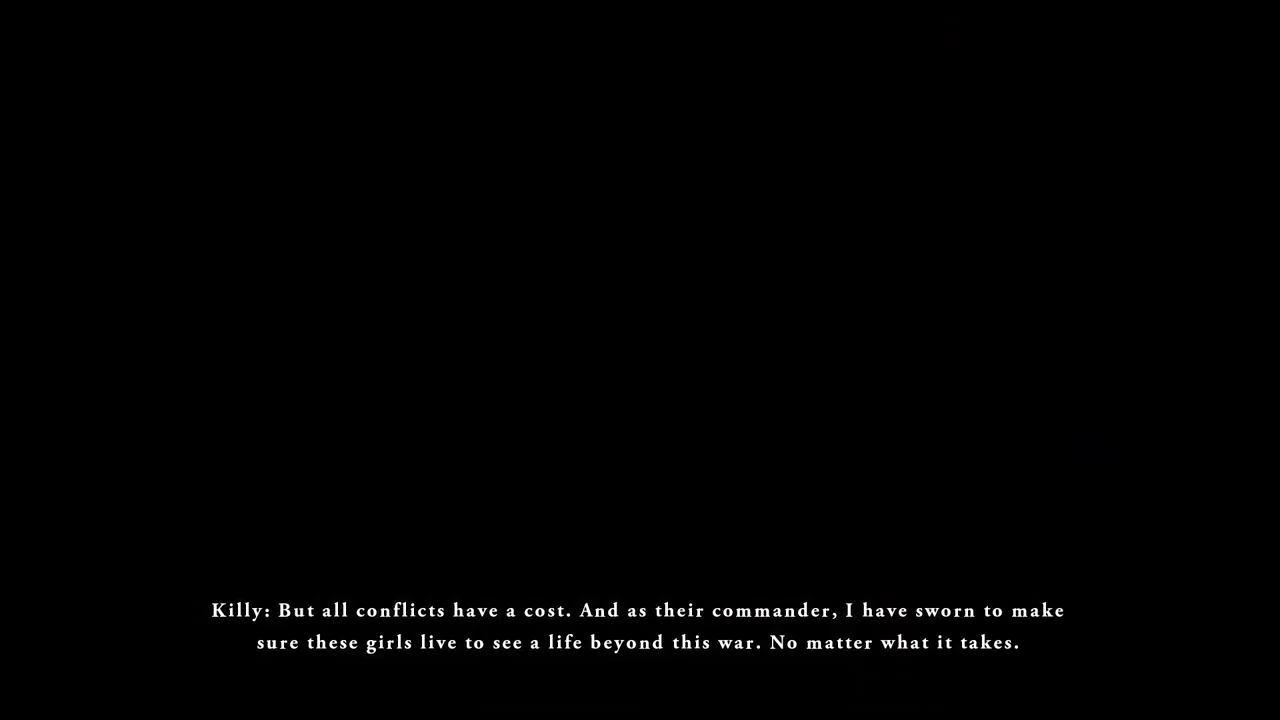 Killy: But all conflicts have a cost. And as their commander, I have sworn to make
sure these girls live to see a life beyond this war. No matter what it takes.